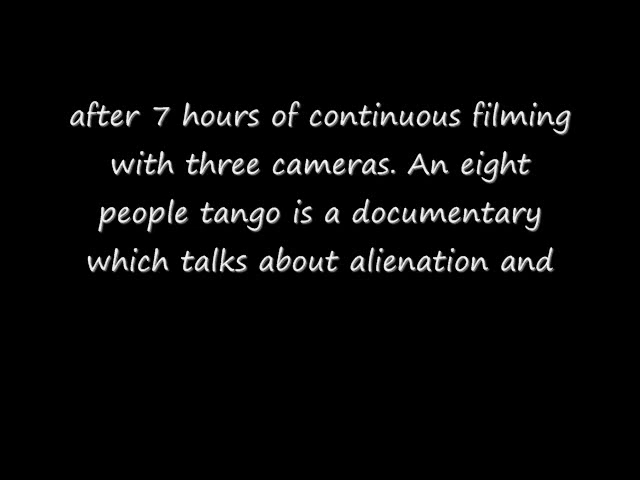 after 7 hours of continuous filming
with three cameras. An eight
people tango is a documentary
which talks about alienation and